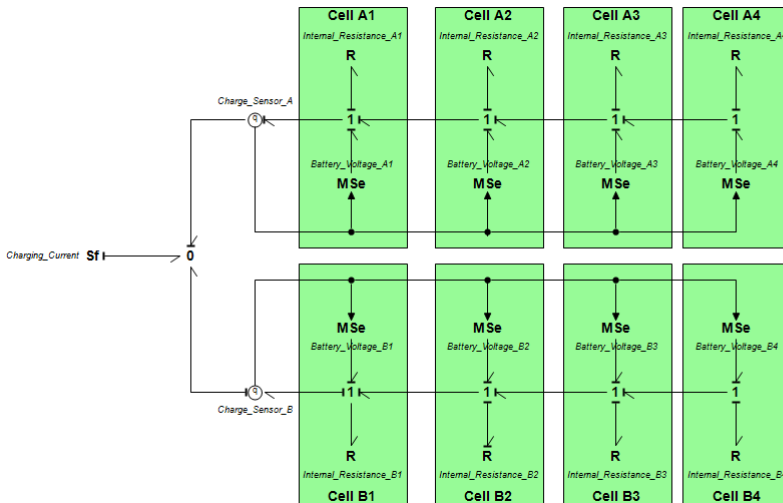 Cell A1 Cell A2 Cell A3 Cell A4
Internal_Resistance_A1 Internal_Resistance_A2 Internal_Resistance_A3 Internal_Resistance_A4
R R R R
Charge_Sensor_A
q 1 1 1 1
Battery_Voltage_A1 Battery_Voltage_A2 Battery_Voltage_A3 Battery_Voltage_A4
MSe MSe MSe MSe
Charging_Current Sf 0
MSe MSe MSe MSe
Battery_Voltage_B1 Battery_Voltage_B2 Battery_Voltage_B3 Battery_Voltage_B4
q 1 1 1 1
Charge_Sensor_B
R R R R
Internal_Resistance_B1 Internal_Resistance_B2 Internal_Resistance_B3 Internal_Resistance_B4
Cell B1 Cell B2 Cell B3 Cell B4